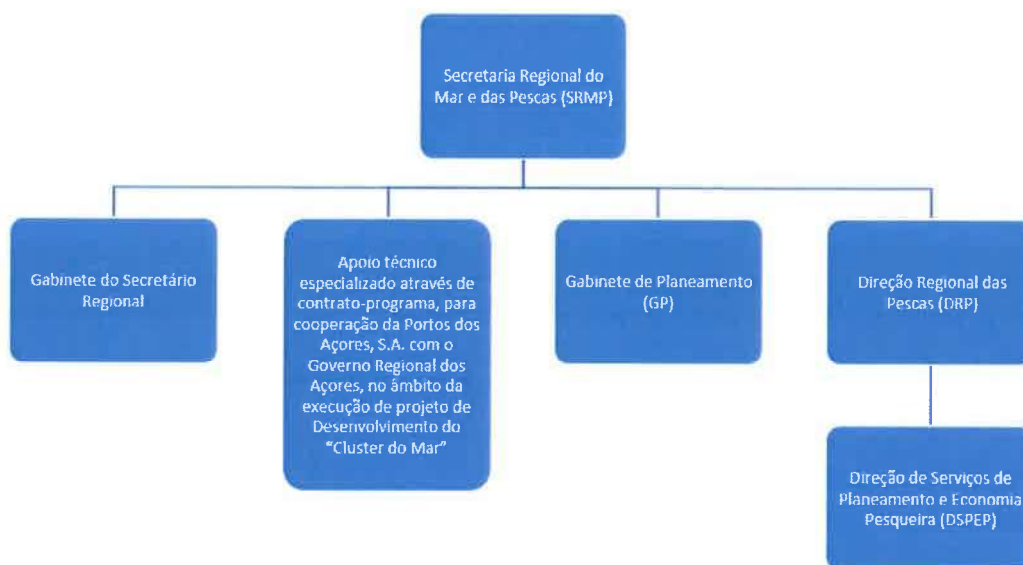 Secretaria Regional do
Mar e das Pescas (SRMP)
Gabinete do Secretário
Regional
Apoio técnico
especializado através de
contrato-programa, para
cooperação da Portos dos
Açores, S.A. com o
Governo Regional dos
Açores, no âmbito da
execução de projeto de
Desenvolvimento do
"Cluster do Mar"
Gabinete de Planeamento
(GP)
Direção Regional das
Pescas (DRP)
Direção de Serviços de
Planeamento e Economia
Pesqueira (DSPEP)